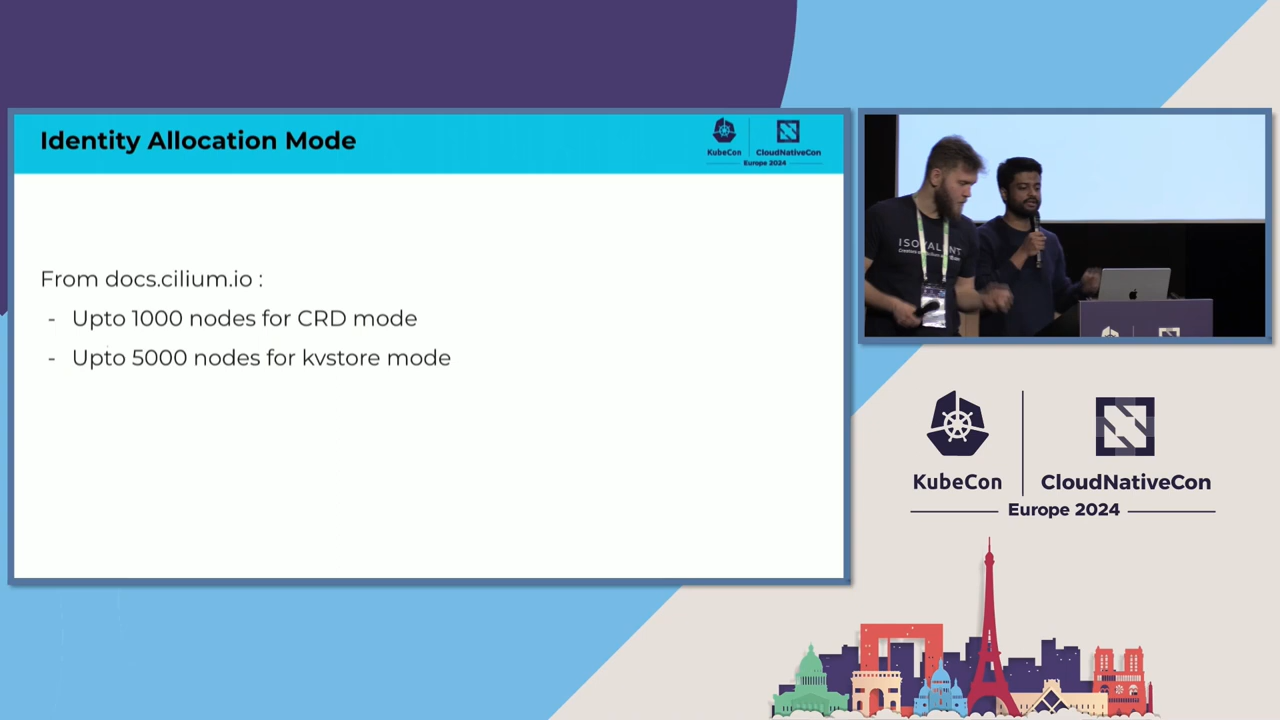 Identity Allocation Mode
KubeCon
CloudNativeCon
Europe 2024
From docs.cilium.io :
- Upto 1000 nodes for CRD mode
- Upto 5000 nodes for kvstore mode
ISOVALENT
KubeCon
CloudNativeCon
Europe 2024